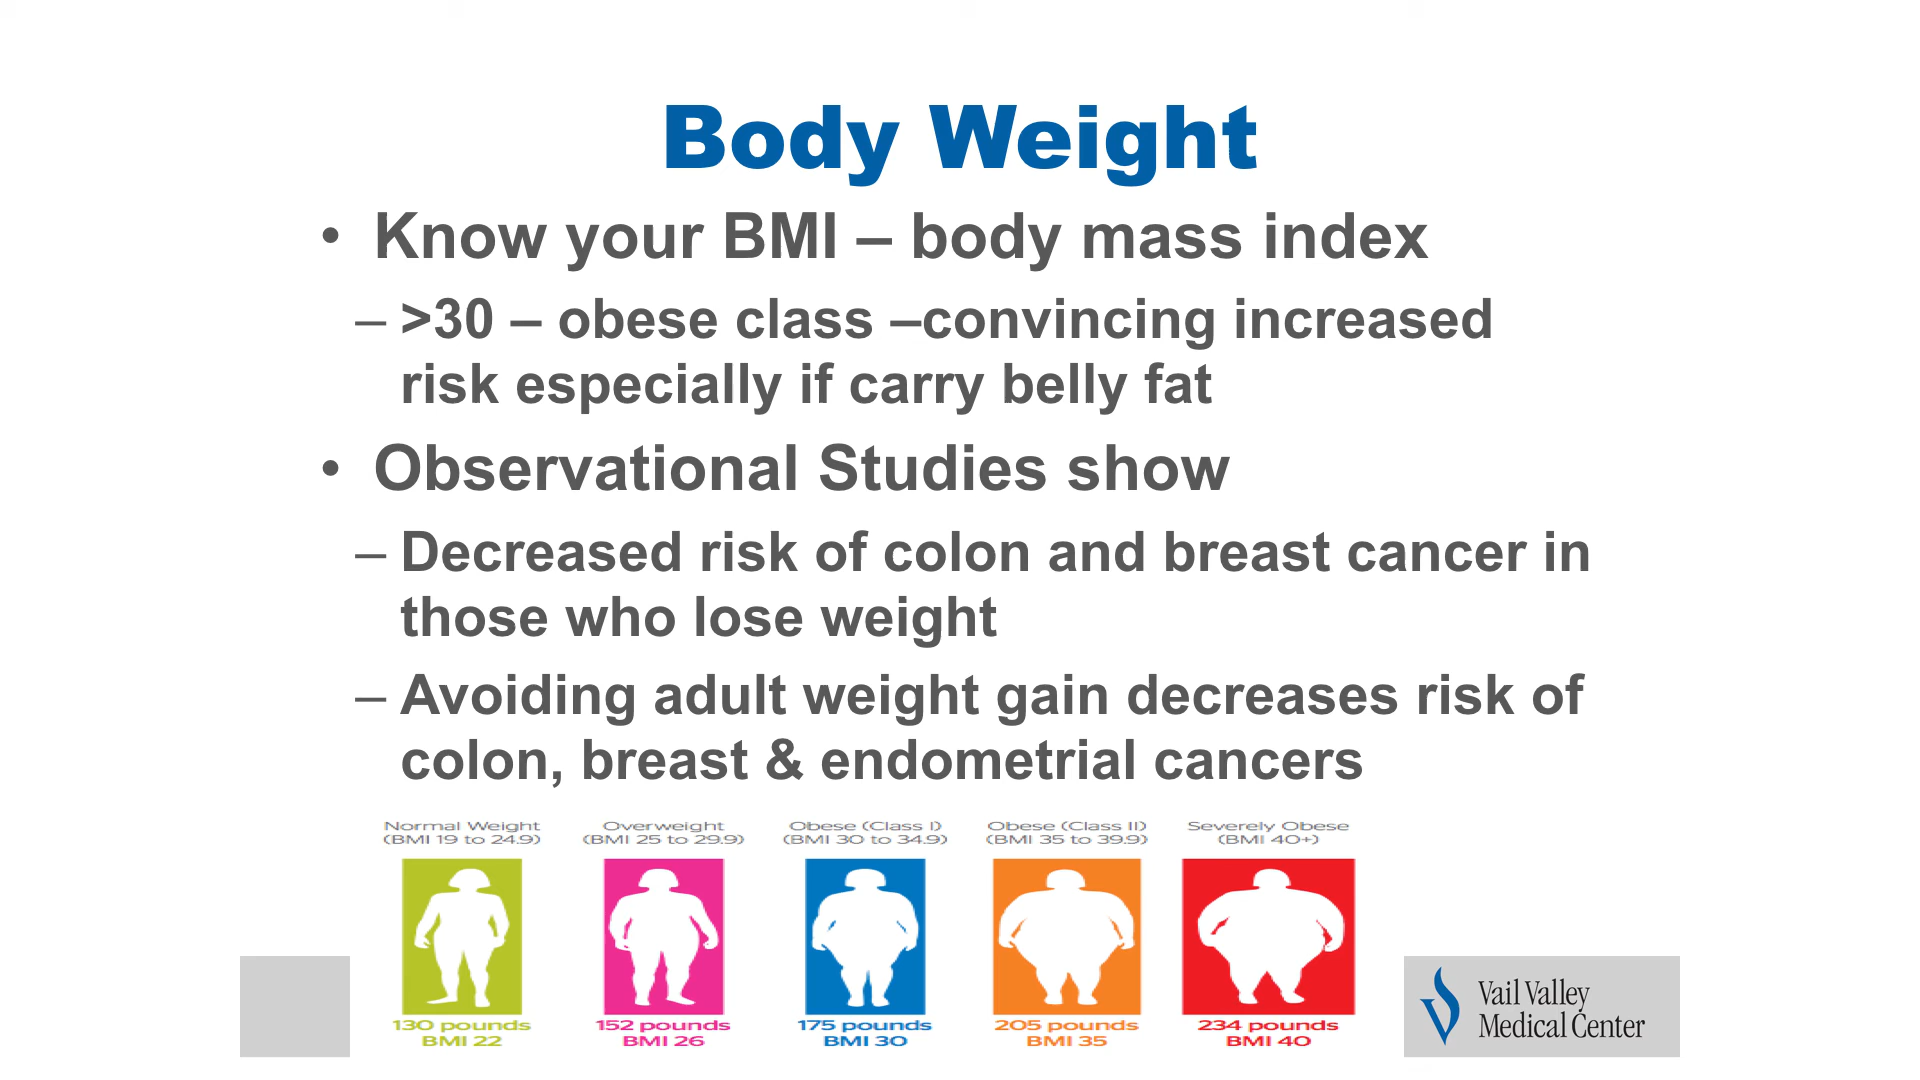 Body Weight
• Know your BMI – body mass index
– >30 – obese class –convincing increased
risk especially if carry belly fat
• Observational Studies show
– Decreased risk of colon and breast cancer in
those who lose weight
– Avoiding adult weight gain decreases risk of
colon, breast & endometrial cancers
Normal Weight
(BMI 19 to 24.9)
Overweight
(BMI 25 to 29.9)
Obese (Class I)
(BMI 30 to 34.9)
Obese (Class II)
(BMI 35 to 39.9)
Severely Obese
(BMI 40+)
130 pounds
BMI 22
152 pounds
BMI 26
175 pounds
BMI 30
205 pounds
BMI 35
234 pounds
BMI 40
Vail Valley
Medical Center